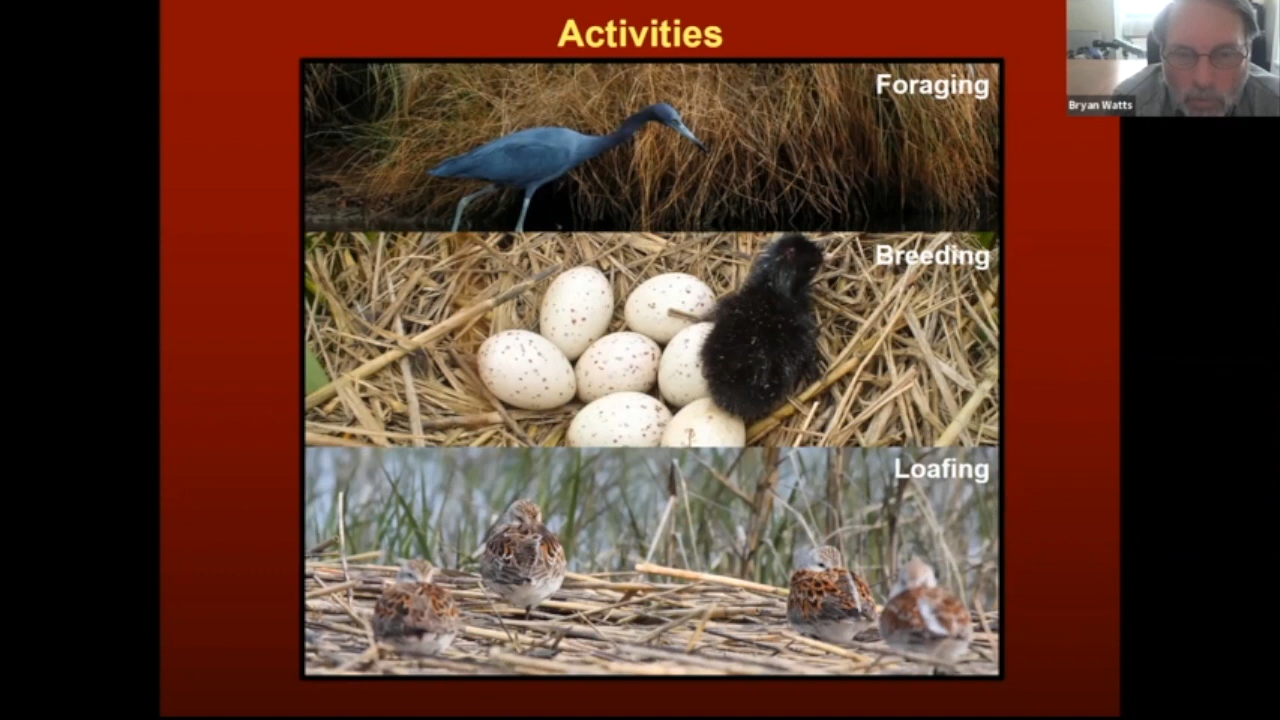 Activities
Foraging
Bryan Watts
Breeding
Loafing